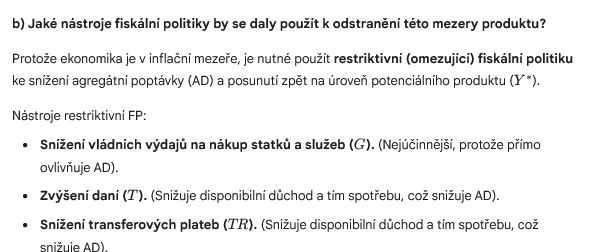 b) Jaké nástroje fiskální politiky by se daly použít k odstranění této mezery produktu?
Protože ekonomika je v inflační mezeře, je nutné použít restriktivní (omezující) fiskální politiku
ke snížení agregátní poptávky (AD) a posunutí zpět na úroveň potenciálního produktu (Y*).
Nástroje restriktivní FP:
• Snížení vládních výdajů na nákup statků a služeb (G). (Nejúčinnější, protože přímo
ovlivňuje AD).
• Zvýšení daní (T). (Snižuje disponibilní důchod a tím spotřebu, což snižuje AD).
• Snížení transferových plateb (TR). (Snižuje disponibilní důchod a tím spotřebu, což
snižuje AD).